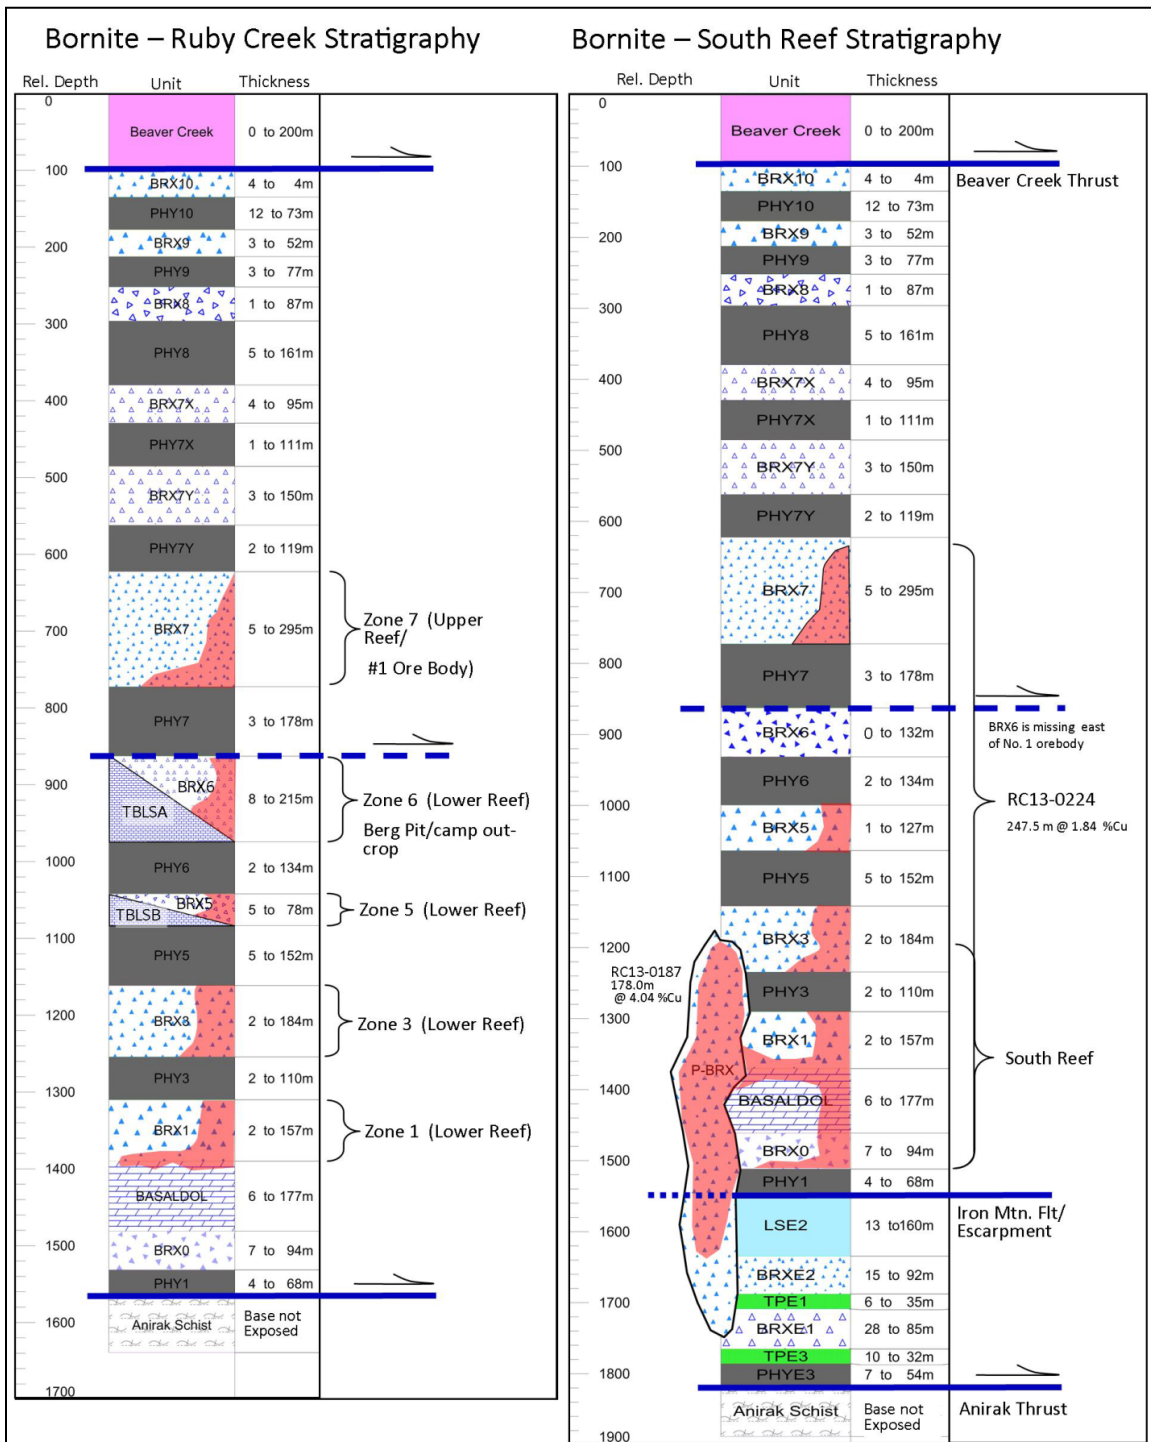 Bornite – Ruby Creek Stratigraphy
Rel. Depth Unit Thickness
0
Beaver Creek 0 to 200m
100
BRX10 4 to 4m
PHY10 12 to 73m
200
BRX9 3 to 52m
PHY9 3 to 77m
BRX8 1 to 87m
300
PHY8 5 to 161m
400
BRX7X 4 to 95m
PHY7X 1 to 111m
500
BRX7Y 3 to 150m
PHY7Y 2 to 119m
600
BRX7 5 to 295m
Zone 7 (Upper
Reef/
#1 Ore Body)
700
800
PHY7 3 to 178m
900
BRX6
TBLSA
8 to 215m
Zone 6 (Lower Reef)
Berg Pit/camp out-
crop
1000
PHY6 2 to 134m
BRX5
TBLSB
5 to 78m
Zone 5 (Lower Reef)
1100
PHY5 5 to 152m
1200
BRX3 2 to 184m
Zone 3 (Lower Reef)
PHY3 2 to 110m
1300
BRX1 2 to 157m
Zone 1 (Lower Reef)
1400
BASALDOL 6 to 177m
1500
BRX0 7 to 94m
PHY1 4 to 68m
1600
Anirak Schist
Base not
Exposed
1700
Bornite – South Reef Stratigraphy
Rel. Depth Unit Thickness
0
Beaver Creek 0 to 200m
100
Beaver Creek Thrust
BRX10 4 to 4m
PHY10 12 to 73m
200
BRX9 3 to 52m
PHY9 3 to 77m
BRX8 1 to 87m
300
PHY8 5 to 161m
400
BRX7X 4 to 95m
PHY7X 1 to 111m
500
BRX7Y 3 to 150m
600
PHY7Y 2 to 119m
700
BRX7 5 to 295m
800
PHY7 3 to 178m
900
BRX6 0 to 132m
BRX6 is missing east
of No. 1 orebody
PHY6 2 to 134m
1000
RC13-0224
247.5 m @ 1.84 %Cu
BRX5 1 to 127m
1100
PHY5 5 to 152m
1200
BRX3 2 to 184m
RC13-0187
178.0m
@ 4.04 %Cu
PHY3 2 to 110m
1300
BRX1 2 to 157m
South Reef
P-BRX
1400
BASALDOL 6 to 177m
BRX0 7 to 94m
1500
PHY1 4 to 68m
Iron Mtn. Flt/
Escarpment
1600
LSE2 13 to160m
BRXE2 15 to 92m
1700
TPE1 6 to 35m
BRXE1 28 to 85m
TPE3 10 to 32m
1800
PHYE3 7 to 54m
Anirak Thrust
Anirak Schist
Base not
Exposed
1900